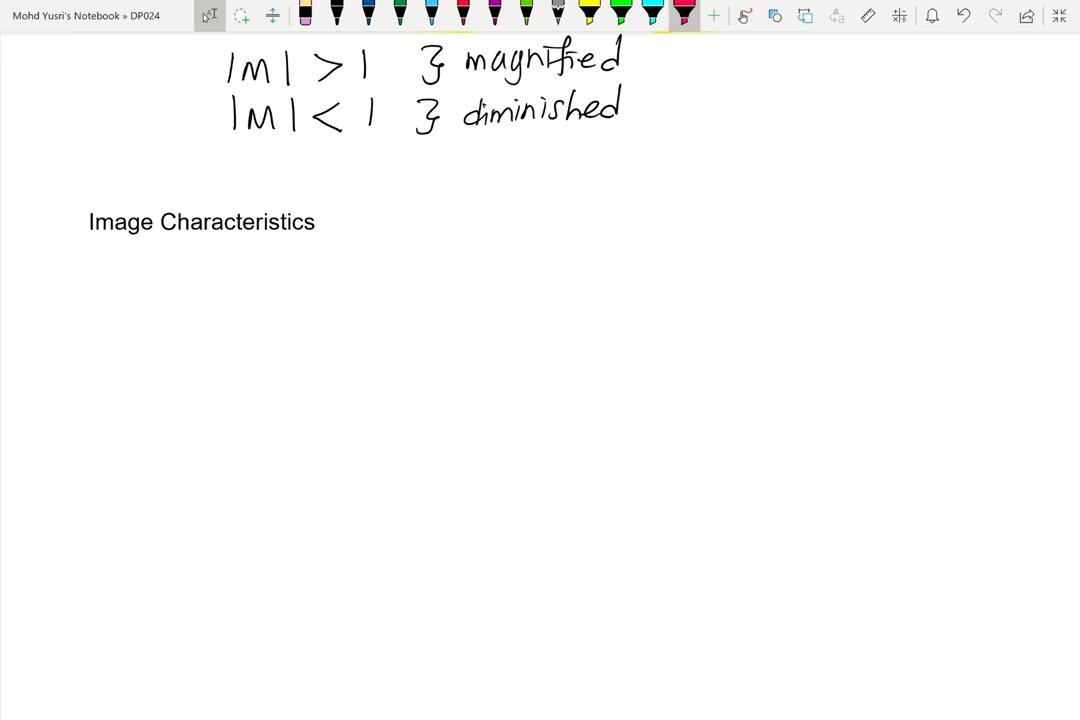 Mohd Yusri's Notebook » DP024
|M| > 1 } magnified
|M| < 1 } diminished
Image Characteristics